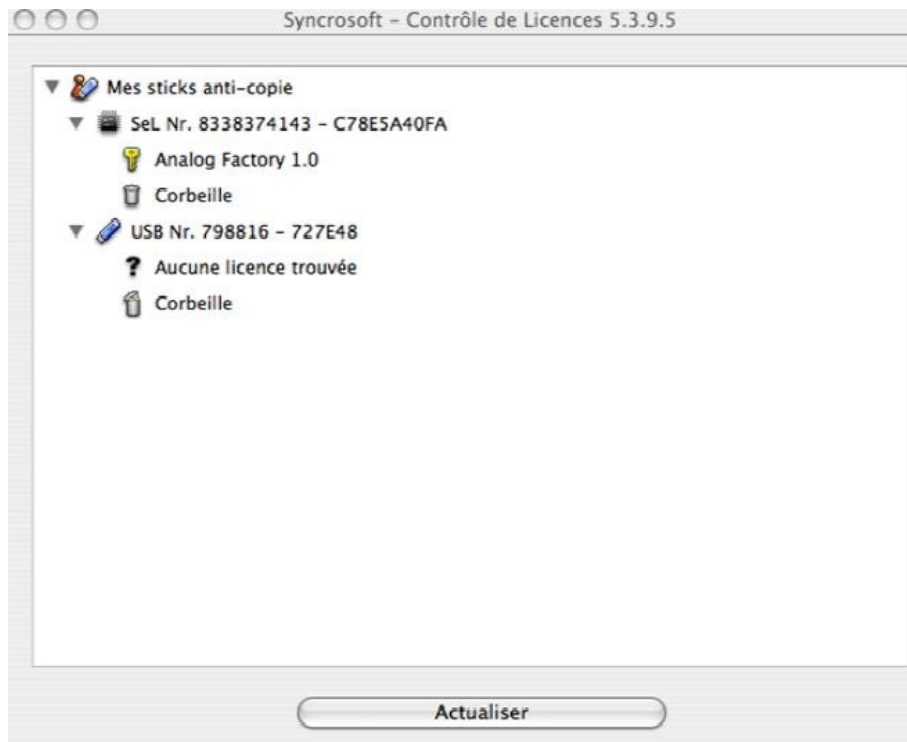 Syncrosoft – Contrôle de Licences 5.3.9.5
Mes sticks anti-copie
SeL Nr. 8338374143 – C78E5A40FA
Analog Factory 1.0
Corbeille
USB Nr. 798816 – 727E48
? Aucune licence trouvée
Corbeille
Actualiser